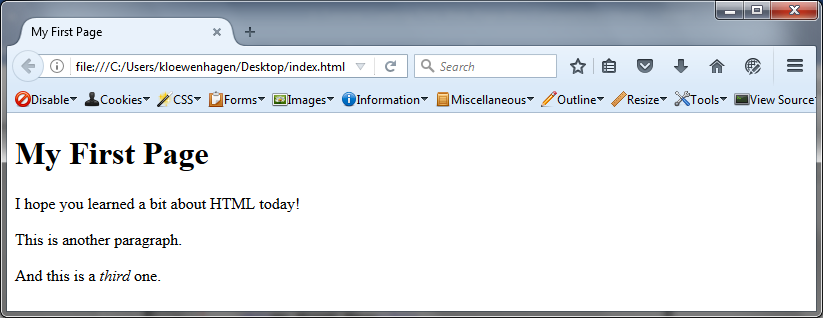 My First Page
file:///C:/Users/kloewenhagen/Desktop/index.html Search
Disable Cookies CSS Forms Images Information Miscellaneous Outline Resize Tools View Source
My First Page
I hope you learned a bit about HTML today!
This is another paragraph.
And this is a third one.